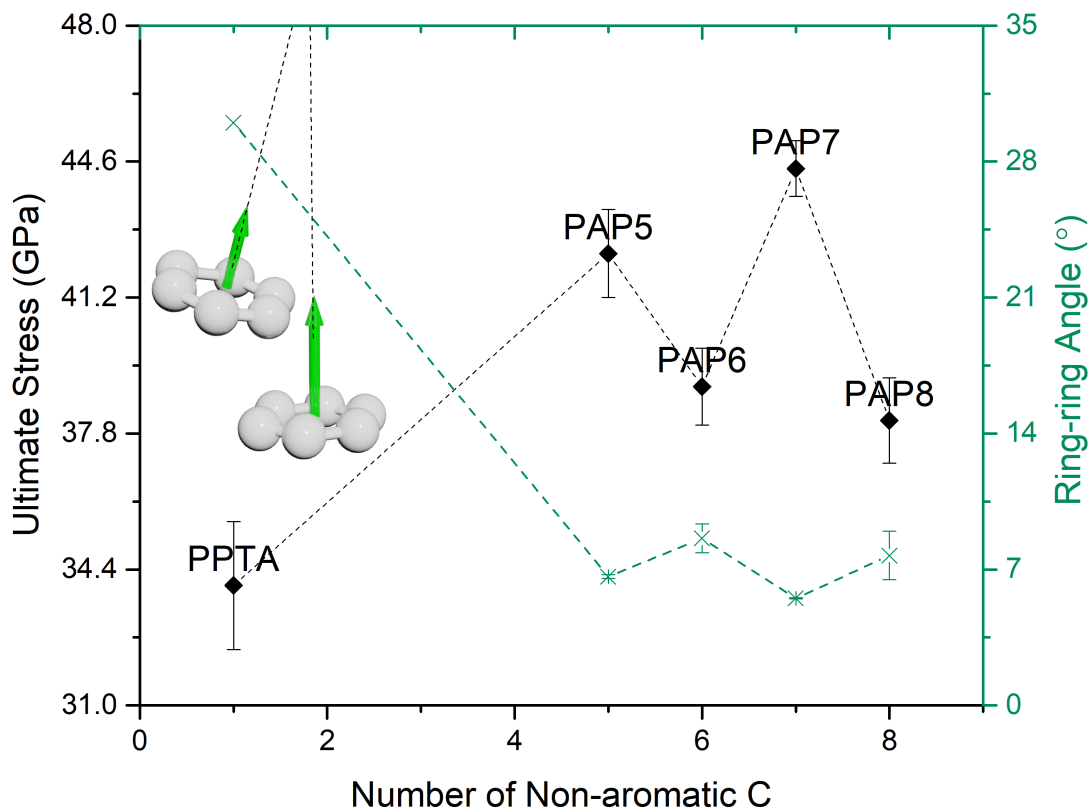 48.0
44.6
41.2
37.8
34.4
31.0
Ultimate Stress (GPa)
PPTA
PAP5
PAP6
PAP7
PAP8
35
28
21
14
7
0
Ring-ring Angle (°)
0 2 4 6 8
Number of Non-aromatic C